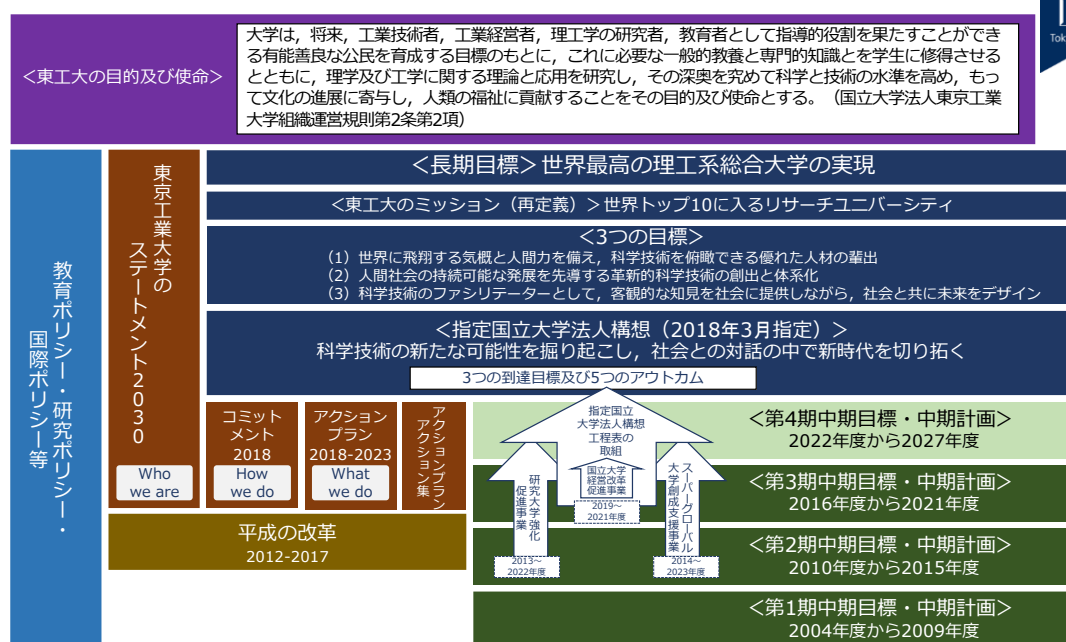 <東工大の目的及び使命>
大学は，将来，工業技術者，工業経営者，理工学の研究者，教育者として指導的役割を果たすことができ
る有能善良な公民を育成する目標のもとに，これに必要な一般的教養と専門的知識とを学生に修得させる
とともに，理学及び工学に関する理論と応用を研究し，その深奥を究めて科学と技術の水準を高め，もっ
て文化の進展に寄与し，人類の福祉に貢献することをその目的及び使命とする。（国立大学法人東京工業
大学組織運営規則第2条第2項）
教育ポリシー・研究ポリシー・
国際ポリシー等
東京工業大学の
ステートメント2030
Who
we are
<長期目標>世界最高の理工系総合大学の実現
<東工大のミッション（再定義）>世界トップ10に入るリサーチユニバーシティ
<3つの目標>
（1）世界に飛翔する気概と人間力を備え，科学技術を俯瞰できる優れた人材の輩出
（2）人間社会の持続可能な発展を先導する革新的科学技術の創出と体系化
（3）科学技術のファシリテーターとして，客観的な知見を社会に提供しながら，社会と共に未来をデザイン
<指定国立大学法人構想（2018年3月指定）>
科学技術の新たな可能性を掘り起こし，社会との対話の中で新時代を切り拓く
3つの到達目標及び5つのアウトカム
コミット
メント
2018
How
we do
アクション
プラン
2018-2023
What
we do
アクションプラン
アクション集
平成の改革
2012-2017
指定国立
大学法人構想
工程表の
取組
国立大学
経営改革
促進事業
2019～
2021年度
研究大学強化
促進事業
2013～
2022年度
スーパーグローバル
大学創成支援事業
2014～
2023年度
<第4期中期目標・中期計画>
2022年度から2027年度
<第3期中期目標・中期計画>
2016年度から2021年度
<第2期中期目標・中期計画>
2010年度から2015年度
<第1期中期目標・中期計画>
2004年度から2009年度